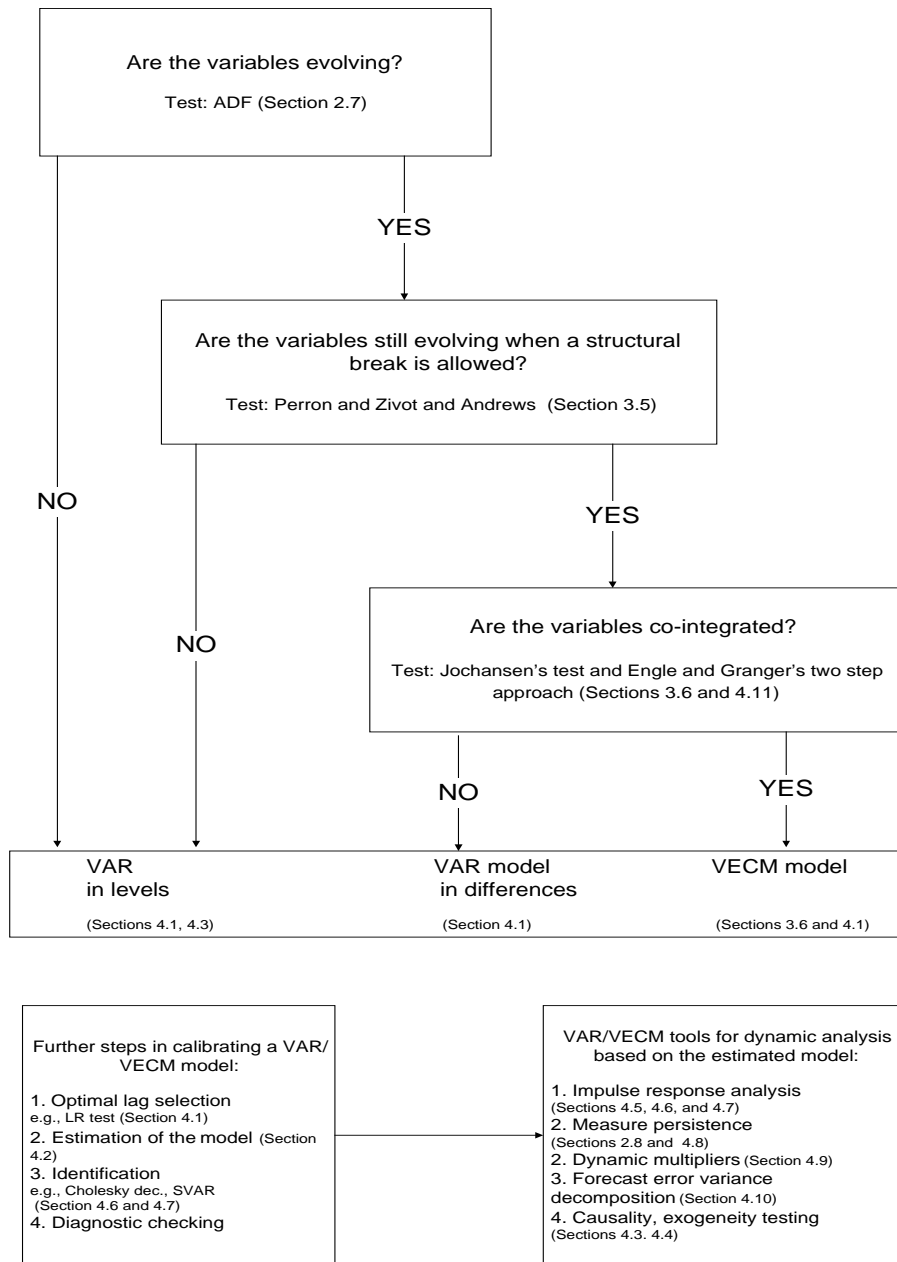 Are the variables evolving?
Test: ADF (Section 2.7)
YES
Are the variables still evolving when a structural
break is allowed?
Test: Perron and Zivot and Andrews (Section 3.5)
NO
YES
NO
Are the variables co-integrated?
Test: Jochansen's test and Engle and Granger's two step
approach (Sections 3.6 and 4.11)
NO
YES
VAR
in levels
(Sections 4.1, 4.3)
VAR model
in differences
(Section 4.1)
VECM model
(Sections 3.6 and 4.1)
Further steps in calibrating a VAR/
VECM model:
1. Optimal lag selection
e.g., LR test (Section 4.1)
2. Estimation of the model (Section
4.2)
3. Identification
e.g., Cholesky dec., SVAR
(Section 4.6 and 4.7)
4. Diagnostic checking
VAR/VECM tools for dynamic analysis
based on the estimated model:
1. Impulse response analysis
(Sections 4.5, 4.6, and 4.7)
2. Measure persistence
(Sections 2.8 and 4.8)
2. Dynamic multipliers (Section 4.9)
3. Forecast error variance
decomposition (Section 4.10)
4. Causality, exogeneity testing
(Sections 4.3. 4.4)